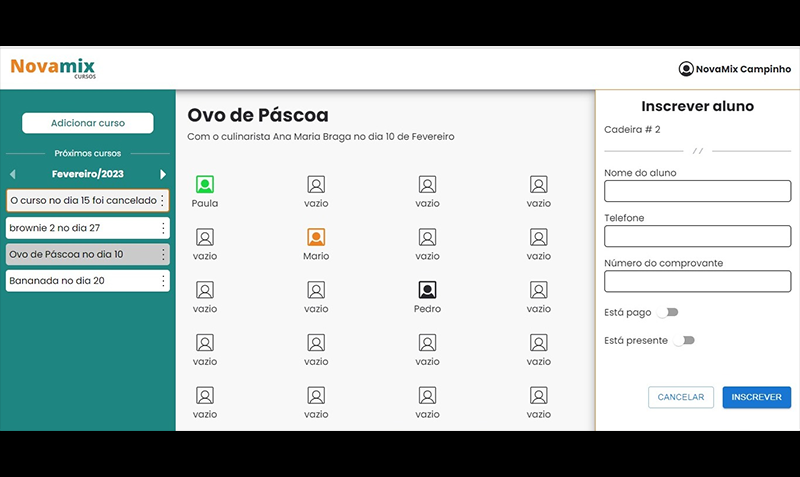 Novamix
CURSOS
NovaMix Campinho
Adicionar curso
Próximos cursos
Fevereiro/2023
O curso no dia 15 foi cancelado
brownie 2 no dia 27
Ovo de Páscoa no dia 10
Bananada no dia 20
Ovo de Páscoa
Com o culinarista Ana Maria Braga no dia 10 de Fevereiro
Paula vazio vazio vazio
vazio Mario vazio vazio
vazio vazio Pedro vazio
vazio vazio vazio vazio
vazio vazio vazio vazio
Inscrever aluno
Cadeira # 2
//
Nome do aluno
Telefone
Número do comprovante
Está pago
Está presente
CANCELAR INSCREVER